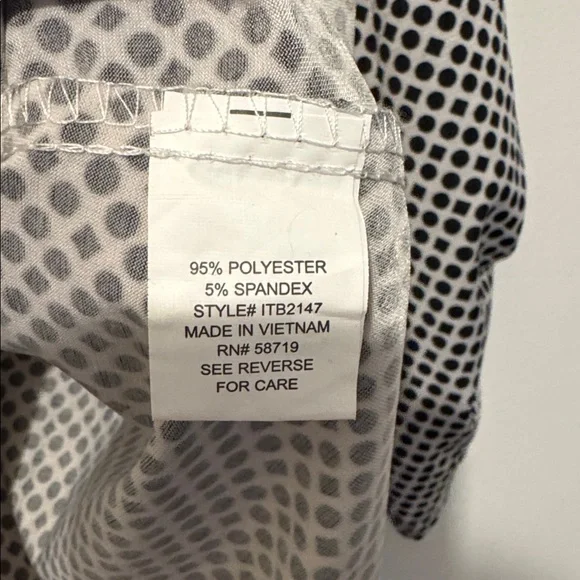 95% POLYESTER
5% SPANDEX
STYLE# ITB2147
MADE IN VIETNAM
RN# 58719
SEE REVERSE
FOR CARE